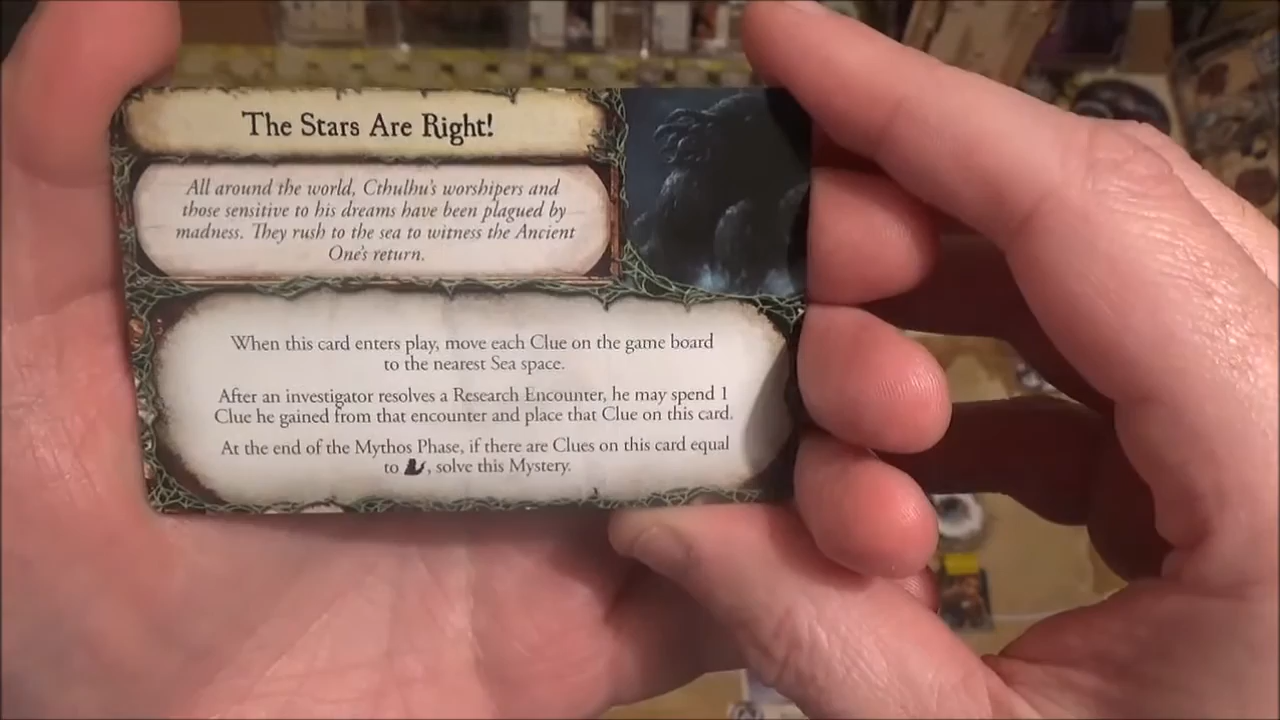 The Stars Are Right!
All around the world, Cthulhu's worshipers and
those sensitive to his dreams have been plagued by
madness. They rush to the sea to witness the Ancient
One's return.
When this card enters play, move each Clue on the game board
to the nearest Sea space.
After an investigator resolves a Research Encounter, he may spend 1
Clue he gained from that encounter and place that Clue on this card.
At the end of the Mythos Phase, if there are Clues on this card equal
to , solve this Mystery.